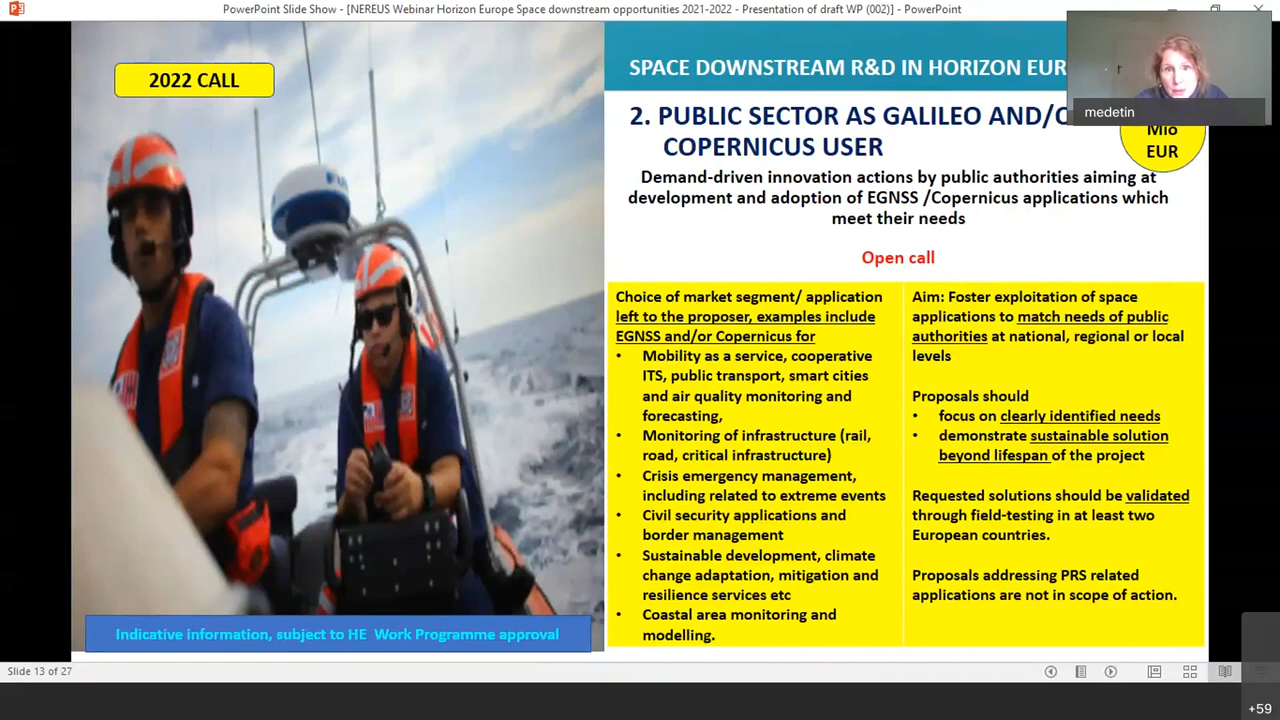 PowerPoint Slide Show - [NEREUS Webinar Horizon Europe Space downstream opportunities 2021-2022 - Presentation of draft WP (002)] - PowerPoint
2022 CALL
SPACE DOWNSTREAM R&D IN HORIZON EUR
medetin
2. PUBLIC SECTOR AS GALILEO AND/
COPERNICUS USER
Mio
EUR
Demand-driven innovation actions by public authorities aiming at
development and adoption of EGNSS /Copernicus applications which
meet their needs
Open call
Choice of market segment/ application
left to the proposer, examples include
EGNSS and/or Copernicus for
• Mobility as a service, cooperative
ITS, public transport, smart cities
and air quality monitoring and
forecasting,
• Monitoring of infrastructure (rail,
road, critical infrastructure)
• Crisis emergency management,
including related to extreme events
• Civil security applications and
border management
• Sustainable development, climate
change adaptation, mitigation and
resilience services etc
• Coastal area monitoring and
modelling.
Aim: Foster exploitation of space
applications to match needs of public
authorities at national, regional or local
levels
Proposals should
• focus on clearly identified needs
• demonstrate sustainable solution
beyond lifespan of the project
Requested solutions should be validated
through field-testing in at least two
European countries.
Proposals addressing PRS related
applications are not in scope of action.
Indicative information, subject to HE Work Programme approval
Slide 13 of 27
+59